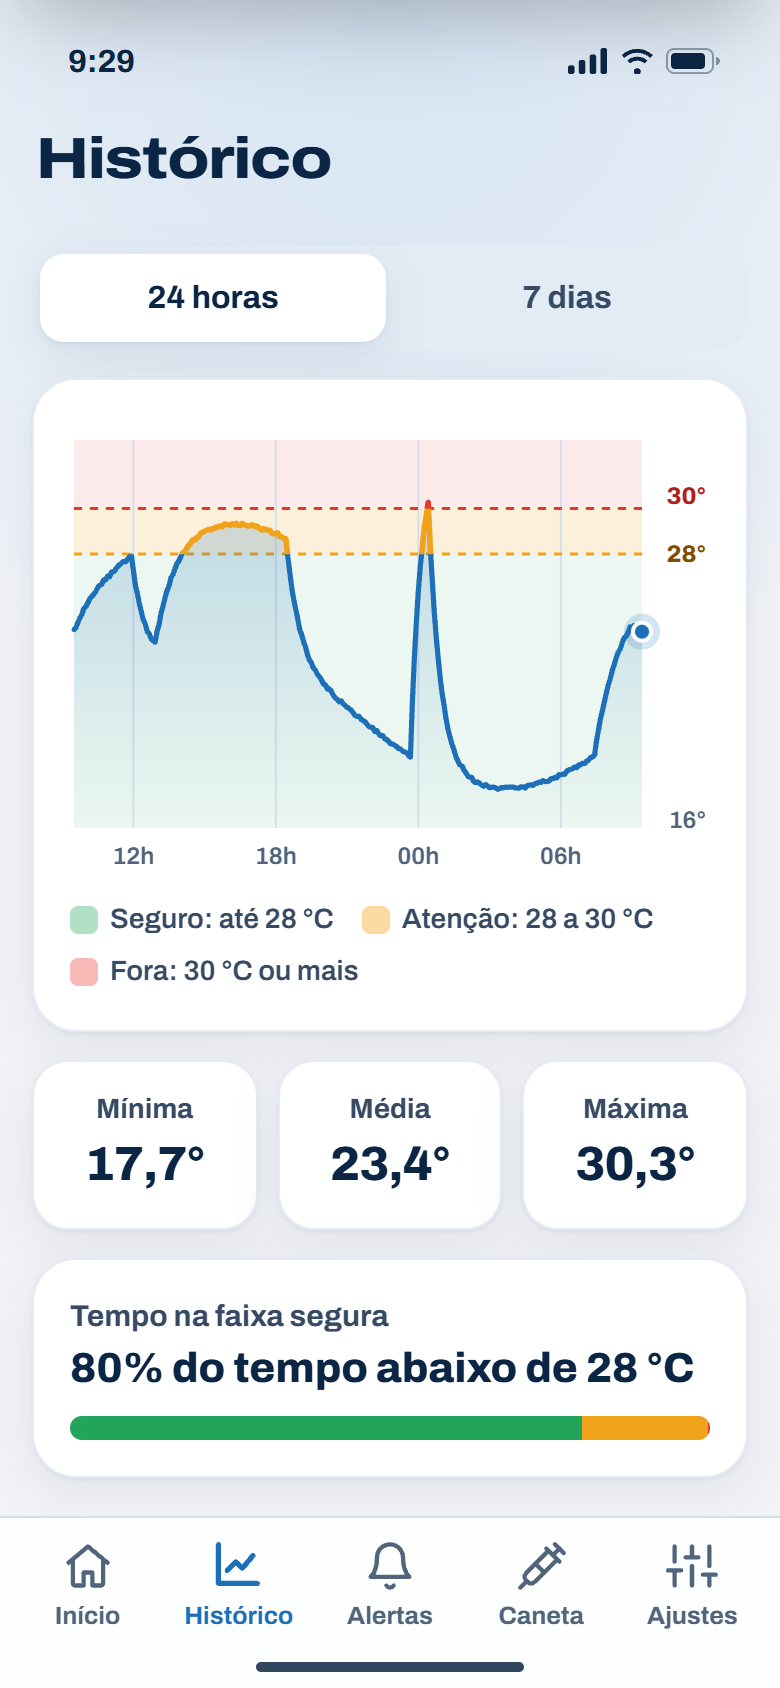 9:29
Histórico
24 horas
7 dias
30°
28°
16°
12h 18h 00h 06h
Seguro: até 28 °C
Atenção: 28 a 30 °C
Fora: 30 °C ou mais
Mínima
17,7°
Média
23,4°
Máxima
30,3°
Tempo na faixa segura
80% do tempo abaixo de 28 °C
Início
Histórico
Alertas
Caneta
Ajustes